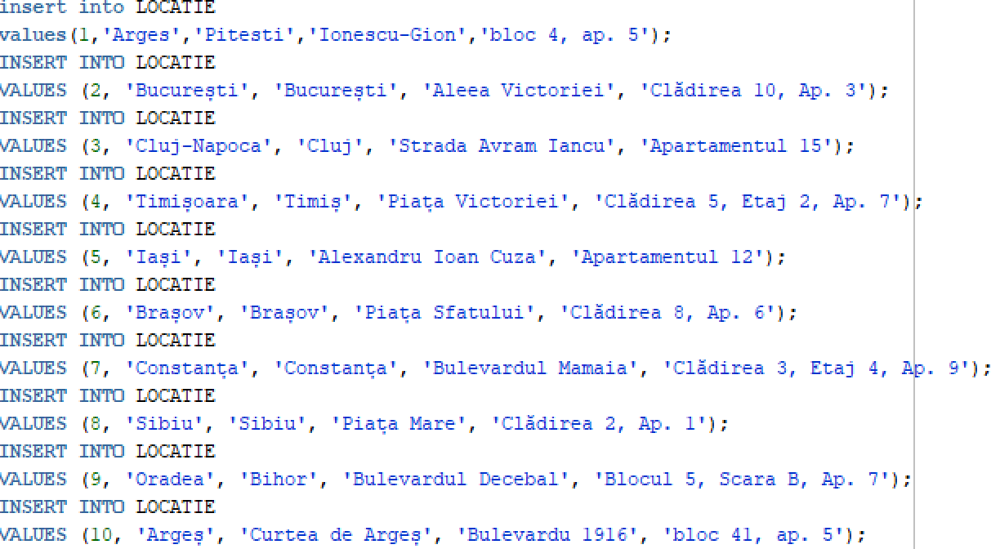 insert into LOCATIE
values(1,'Arges','Pitesti','Ionescu-Gion','bloc 4, ap. 5');
INSERT INTO LOCATIE
VALUES (2, 'București', 'București', 'Aleea Victoriei', 'Clădirea 10, Ap. 3');
INSERT INTO LOCATIE
VALUES (3, 'Cluj-Napoca', 'Cluj', 'Strada Avram Iancu', 'Apartamentul 15');
INSERT INTO LOCATIE
VALUES (4, 'Timișoara', 'Timiș', 'Piața Victoriei', 'Clădirea 5, Etaj 2, Ap. 7');
INSERT INTO LOCATIE
VALUES (5, 'Iași', 'Iași', 'Alexandru Ioan Cuza', 'Apartamentul 12');
INSERT INTO LOCATIE
VALUES (6, 'Brașov', 'Brașov', 'Piața Sfatului', 'Clădirea 8, Ap. 6');
INSERT INTO LOCATIE
VALUES (7, 'Constanța', 'Constanța', 'Bulevardul Mamaia', 'Clădirea 3, Etaj 4, Ap. 9');
INSERT INTO LOCATIE
VALUES (8, 'Sibiu', 'Sibiu', 'Piața Mare', 'Clădirea 2, Ap. 1');
INSERT INTO LOCATIE
VALUES (9, 'Oradea', 'Bihor', 'Bulevardul Decebal', 'Blocul 5, Scara B, Ap. 7');
INSERT INTO LOCATIE
VALUES (10, 'Argeș', 'Curtea de Argeș', 'Bulevardu 1916', 'bloc 41, ap. 5');